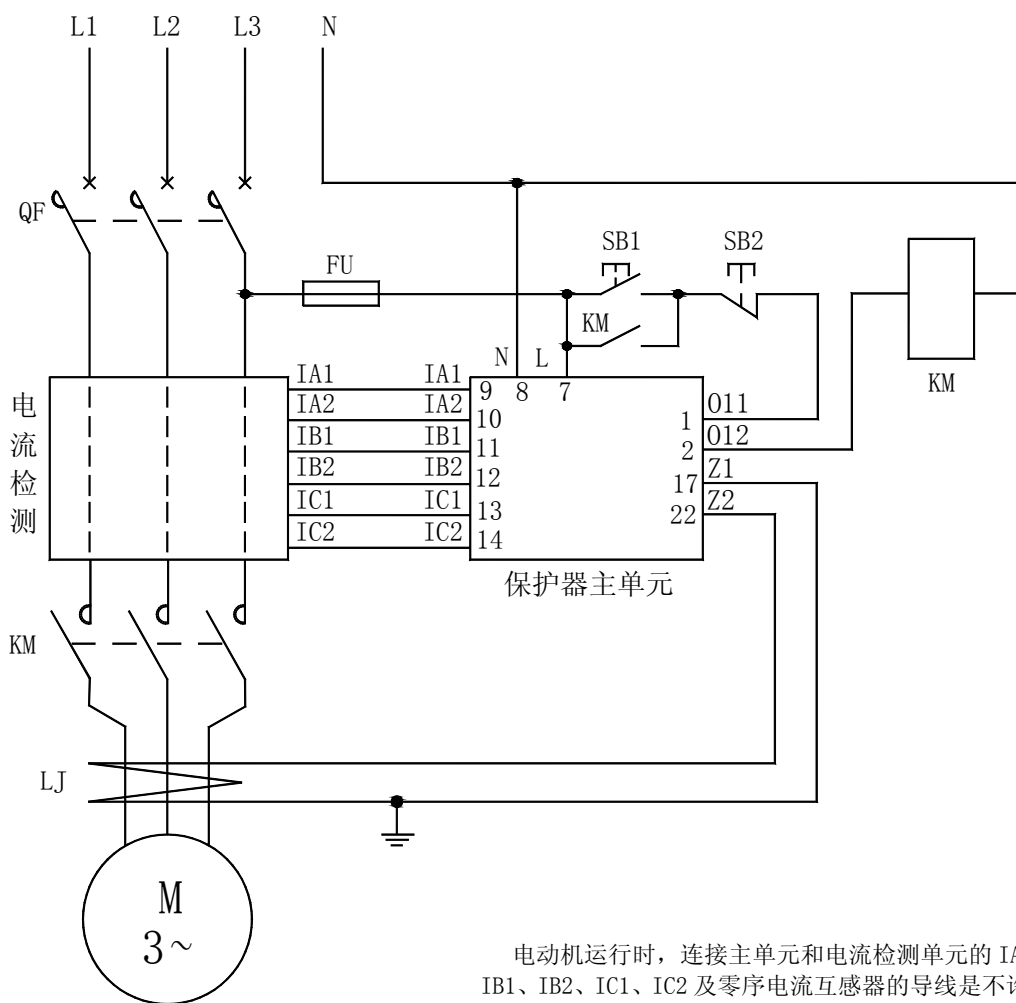 L1 L2 L3 N
QF
FU
SB1 SB2
KM
KM
N L
电流检测
IA1 IA1 9 8 7
IA2 IA2 10 1 O11
IB1 IB1 11 2 O12
IB2 IB2 12 17 Z1
IC1 IC1 13 22 Z2
IC2 IC2 14
保护器主单元
KM
LJ
M
3~
电动机运行时，连接主单元和电流检测单元的 IA
IB1、IB2、IC1、IC2 及零序电流互感器的导线是不